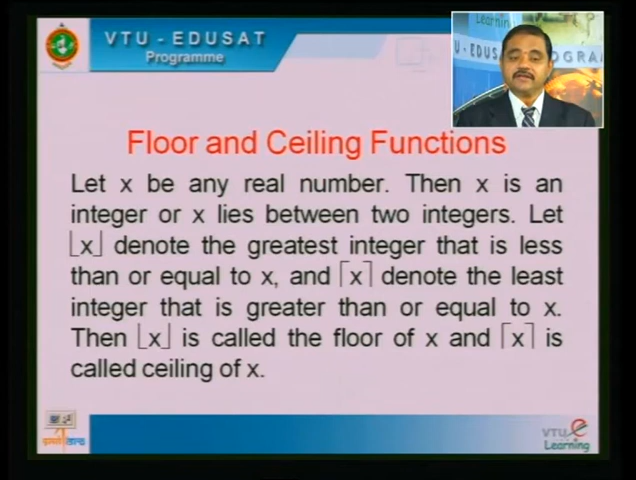 VTU - EDUSAT
Programme
Learning
U - EDUS
OGRA
Floor and Ceiling Functions
Let x be any real number. Then x is an
integer or x lies between two integers. Let
⌊x⌋ denote the greatest integer that is less
than or equal to x, and ⌈x⌉ denote the least
integer that is greater than or equal to x.
Then ⌊x⌋ is called the floor of x and ⌈x⌉ is
called ceiling of x.
VTU e
Learning